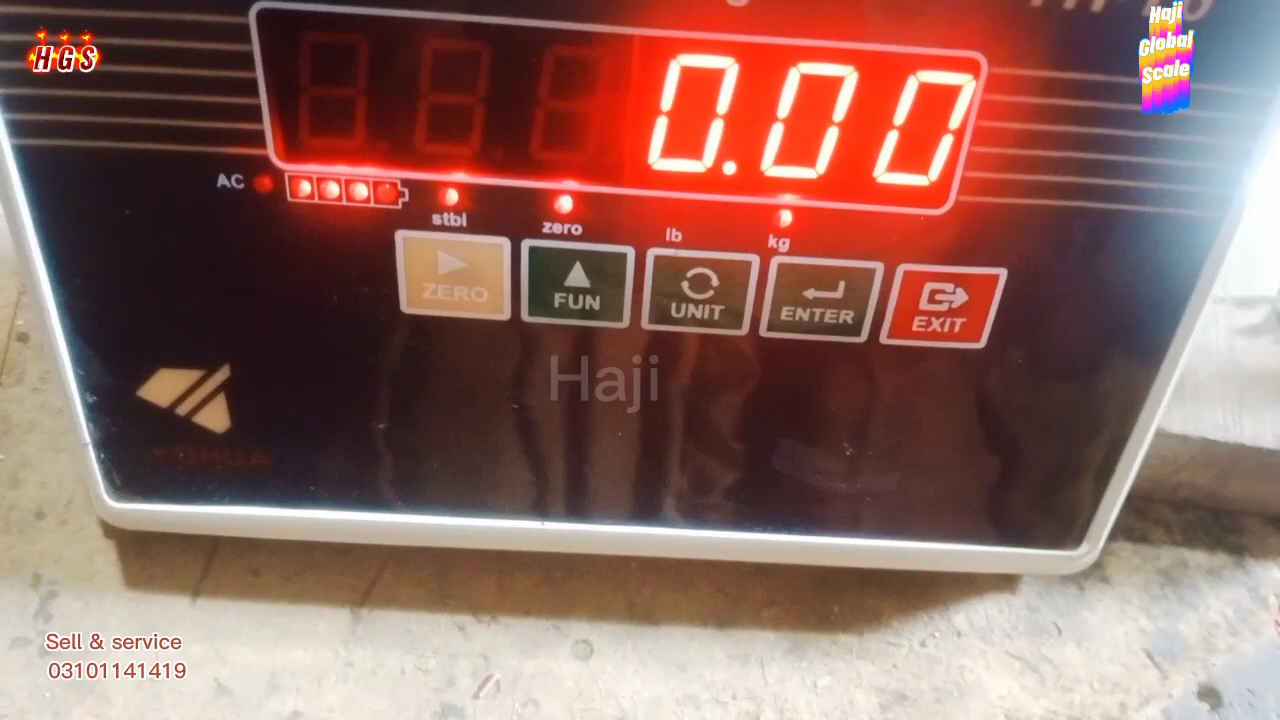 HGS
Haji
Global
Scale
0.00
AC
stbl
zero
lb
kg
ZERO
FUN
UNIT
ENTER
EXIT
Haji
Sell & service
03101141419